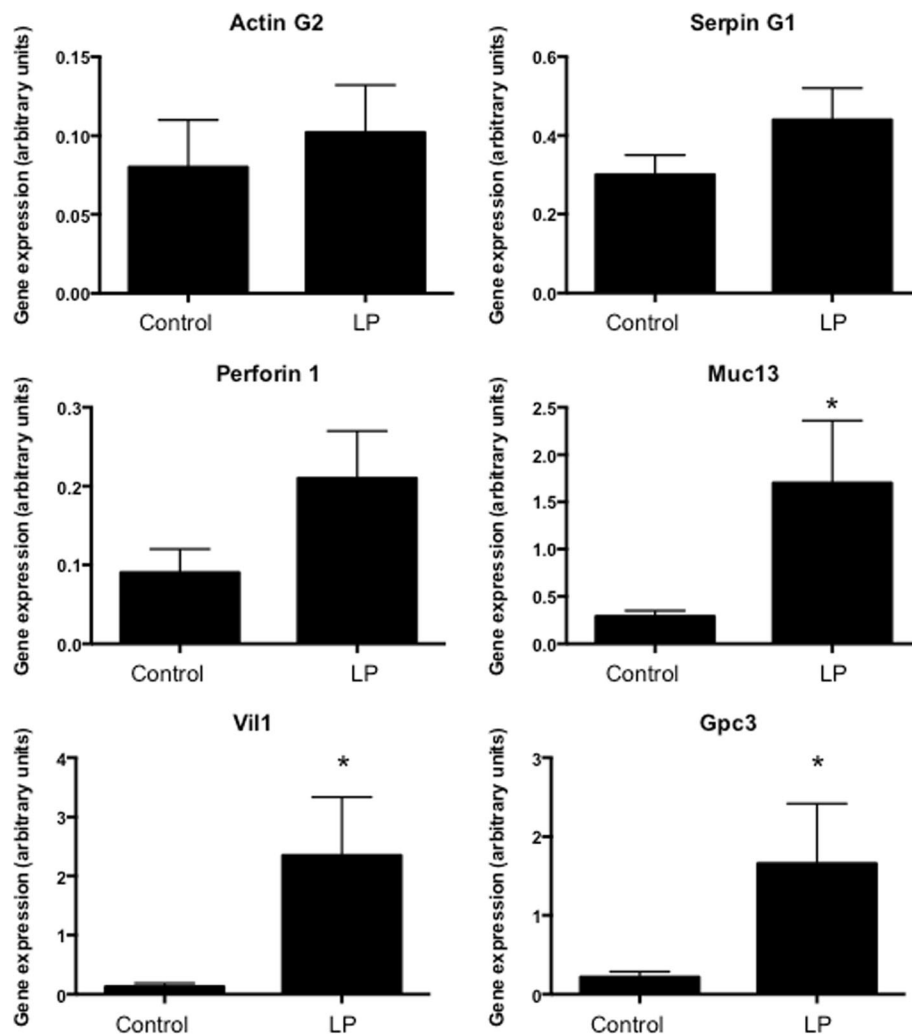 Actin G2
Gene expression (arbitrary units)
0.15
0.10
0.05
0.00
Control LP
Serpin G1
Gene expression (arbitrary units)
0.6
0.4
0.2
0.0
Control LP
Perforin 1
Gene expression (arbitrary units)
0.3
0.2
0.1
0.0
Control LP
Muc13
Gene expression (arbitrary units)
2.5
2.0
1.5
1.0
0.5
0.0
*
Control LP
Vil1
Gene expression (arbitrary units)
4
3
2
1
0
*
Control LP
Gpc3
Gene expression (arbitrary units)
3
2
1
0
*
Control LP